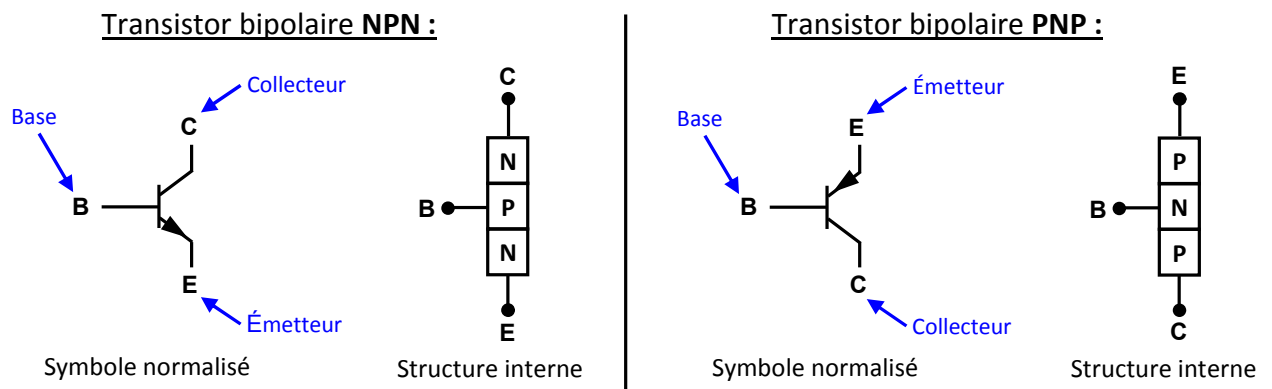 Transistor bipolaire NPN :
Collecteur
Base
C
B
E
Émetteur
Symbole normalisé
C
N
B
P
N
E
Structure interne
Transistor bipolaire PNP :
Émetteur
Base
E
B
C
Collecteur
Symbole normalisé
E
P
B
N
P
C
Structure interne